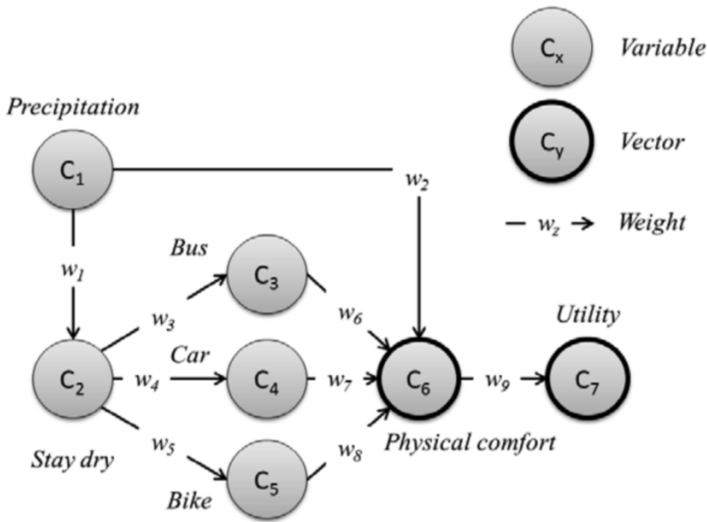 Cx
Variable
Precipitation
Cy
Vector
C1
w2
wz
Weight
w1
Bus
C3
w3
w6
Utility
Car
C2
w4
C4
w7
C6
w9
C7
w5
w8
Physical comfort
Stay dry
Bike
C5